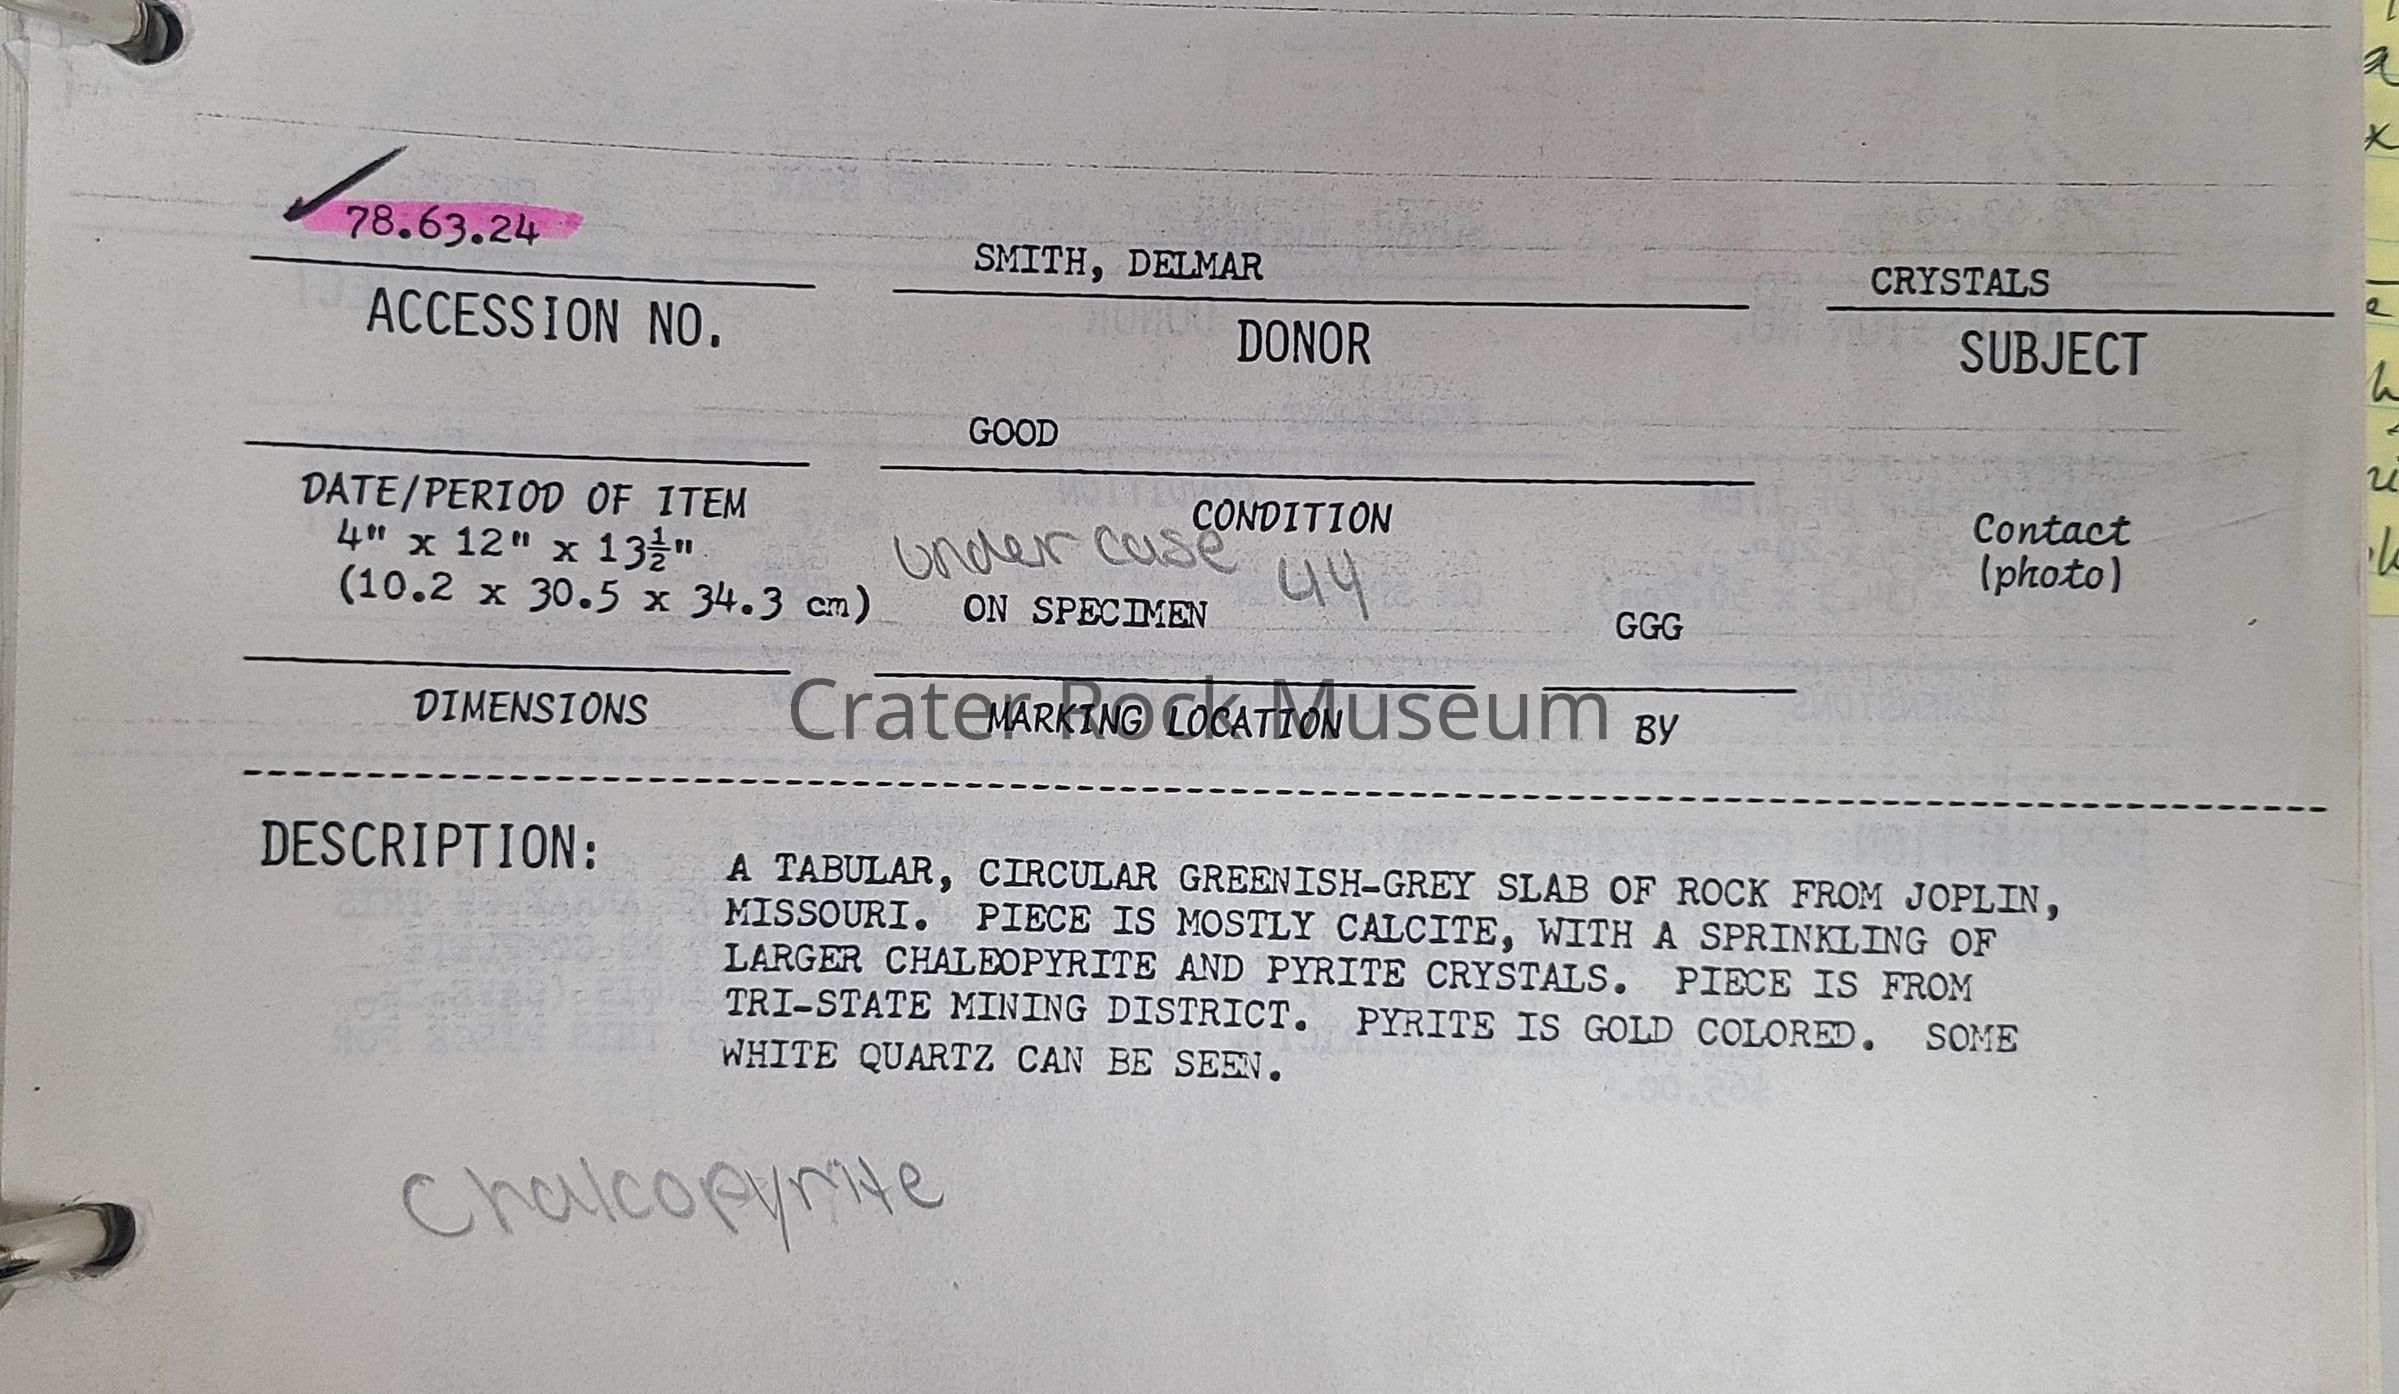 78.63.24
SMITH, DELMAR
CRYSTALS
ACCESSION NO.
DONOR
SUBJECT
GOOD
DATE/PERIOD OF ITEM
CONDITION
Contact
(photo)
4" x 12" x 13½"
(10.2 x 30.5 x 34.3 cm)
under case 44
ON SPECIMEN
GGG
DIMENSIONS
MARKING LOCATION
BY
Crater Rock Museum
DESCRIPTION:
A TABULAR, CIRCULAR GREENISH-GREY SLAB OF ROCK FROM JOPLIN,
MISSOURI. PIECE IS MOSTLY CALCITE, WITH A SPRINKLING OF
LARGER CHALEOPYRITE AND PYRITE CRYSTALS. PIECE IS FROM
TRI-STATE MINING DISTRICT. PYRITE IS GOLD COLORED. SOME
WHITE QUARTZ CAN BE SEEN.
Chalcopyrite